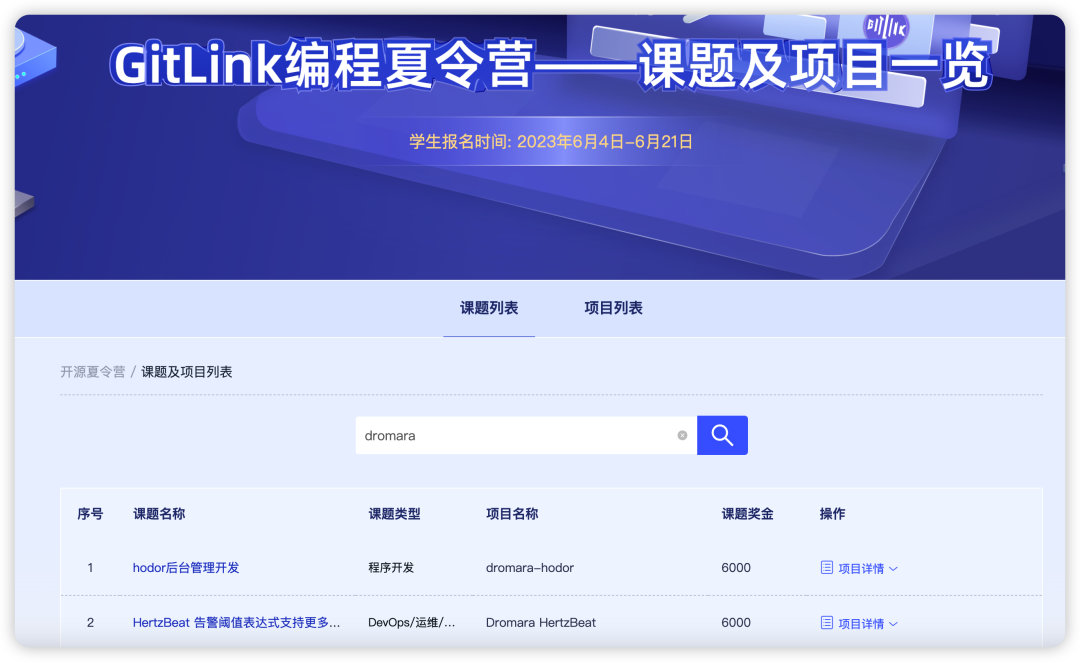 BITLINK
GitLink编程夏令营——课题及项目一览
学生报名时间: 2023年6月4日–6月21日
课题列表 项目列表
开源夏令营 / 课题及项目列表
dromara
序号 课题名称 课题类型 项目名称 课题奖金 操作
1 hodor后台管理开发 程序开发 dromara–hodor 6000 项目详情
2 HertzBeat 告警阈值表达式支持更多... DevOps/运维/... Dromara HertzBeat 6000 项目详情